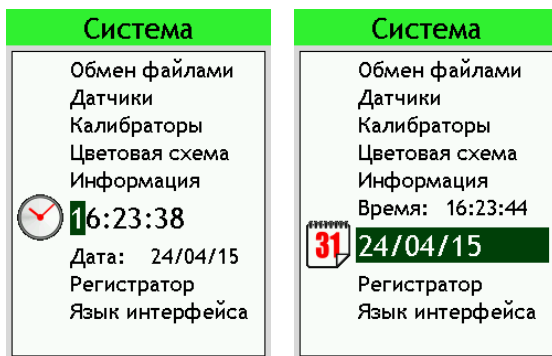 Система
Обмен файлами
Датчики
Калибраторы
Цветовая схема
Информация
16:23:38
Дата: 24/04/15
Регистратор
Язык интерфейса
Система
Обмен файлами
Датчики
Калибраторы
Цветовая схема
Информация
Время: 16:23:44
31 24/04/15
Регистратор
Язык интерфейса